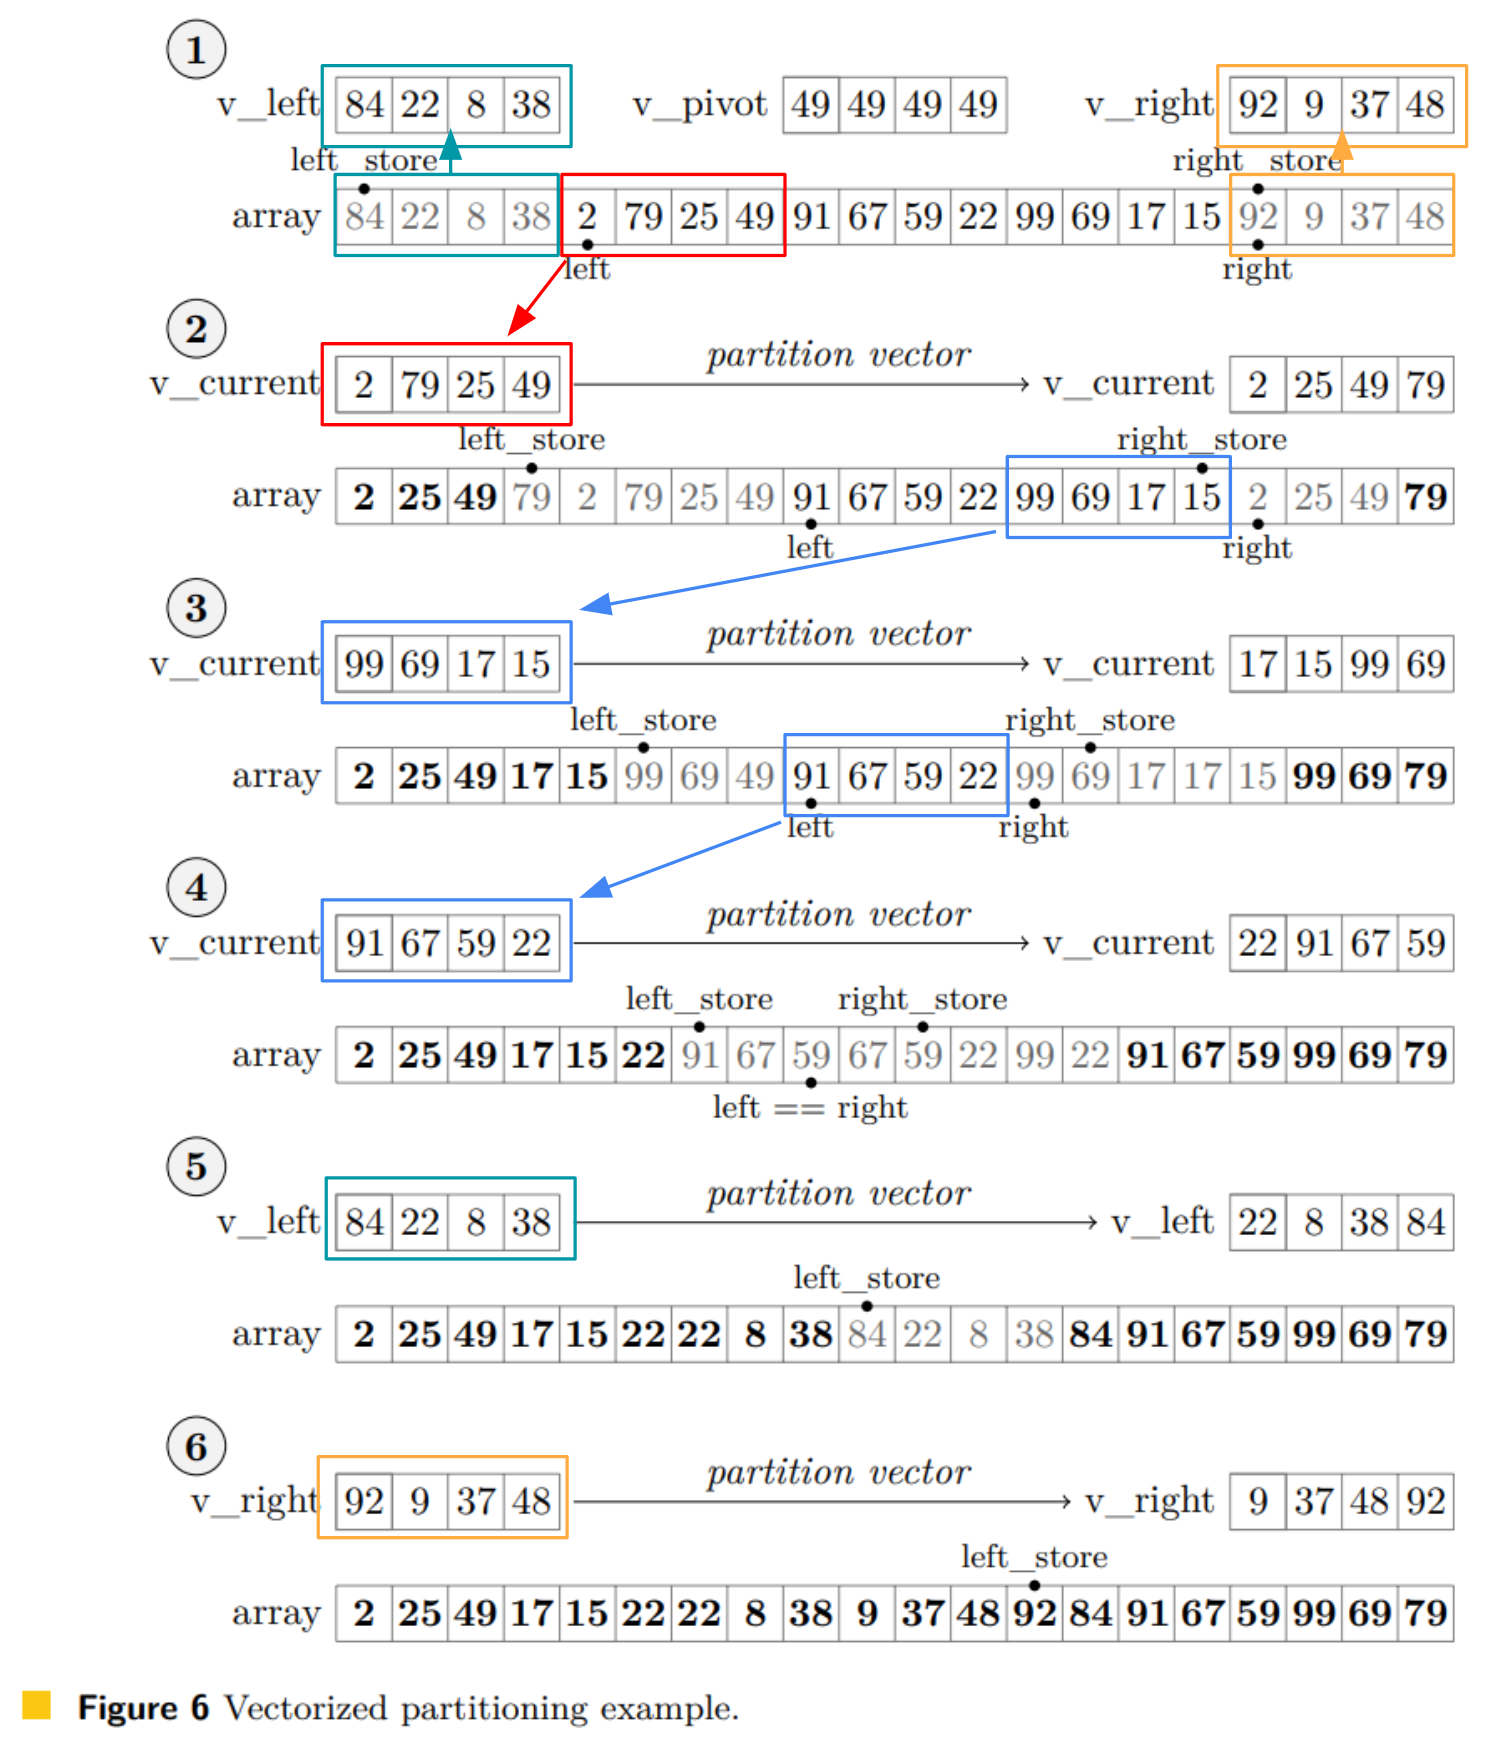 1
v_left 84 22 8 38 v_pivot 49 49 49 49 v_right 92 9 37 48
left_store right_store
array 84 22 8 38 2 79 25 49 91 67 59 22 99 69 17 15 92 9 37 48
left right
2
partition vector
v_current 2 79 25 49 v_current 2 25 49 79
left_store right_store
array 2 25 49 79 2 79 25 49 91 67 59 22 99 69 17 15 2 25 49 79
left right
3
partition vector
v_current 99 69 17 15 v_current 17 15 99 69
left_store right_store
array 2 25 49 17 15 99 69 49 91 67 59 22 99 69 17 17 15 99 69 79
left right
4
partition vector
v_current 91 67 59 22 v_current 22 91 67 59
left_store right_store
array 2 25 49 17 15 22 91 67 59 67 59 22 99 22 91 67 59 99 69 79
left == right
5
partition vector
v_left 84 22 8 38 v_left 22 8 38 84
left_store
array 2 25 49 17 15 22 22 8 38 84 22 8 38 84 91 67 59 99 69 79
6
partition vector
v_right 92 9 37 48 v_right 9 37 48 92
left_store
array 2 25 49 17 15 22 22 8 38 9 37 48 92 84 91 67 59 99 69 79
Figure 6 Vectorized partitioning example.